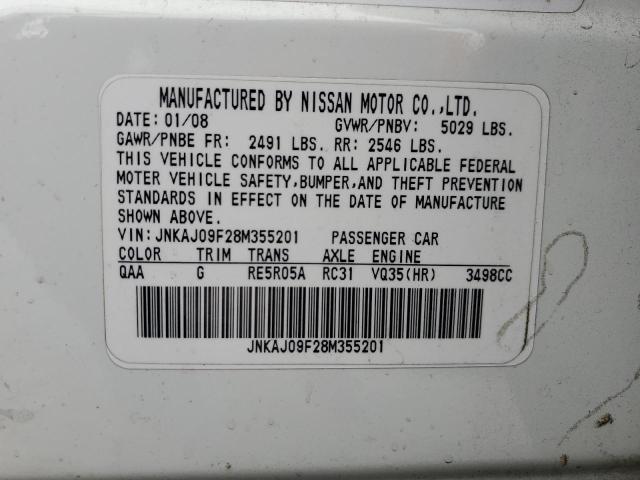 MANUFACTURED BY NISSAN MOTOR CO.,LTD.
DATE: 01/08 GVWR/PNBV: 5029 LBS.
GAWR/PNBE FR: 2491 LBS. RR: 2546 LBS.
THIS VEHICLE CONFORMS TO ALL APPLICABLE FEDERAL
MOTER VEHICLE SAFETY,BUMPER,AND THEFT PREVENTION
STANDARDS IN EFFECT ON THE DATE OF MANUFACTURE
SHOWN ABOVE.
VIN: JNKAJ09F28M355201 PASSENGER CAR
COLOR TRIM TRANS AXLE ENGINE
QAA G RE5R05A RC31 VQ35(HR) 3498CC
JNKAJ09F28M355201